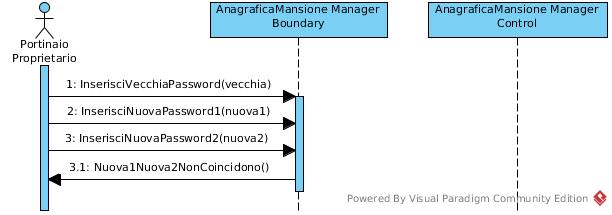 AnagraficaMansione Manager
Boundary
AnagraficaMansione Manager
Control
Portinaio
Proprietario
1: InserisciVecchiaPassword(vecchia)
2: InserisciNuovaPassword1(nuova1)
3: InserisciNuovaPassword2(nuova2)
3.1: Nuova1Nuova2NonCoincidono()
Powered By Visual Paradigm Community Edition